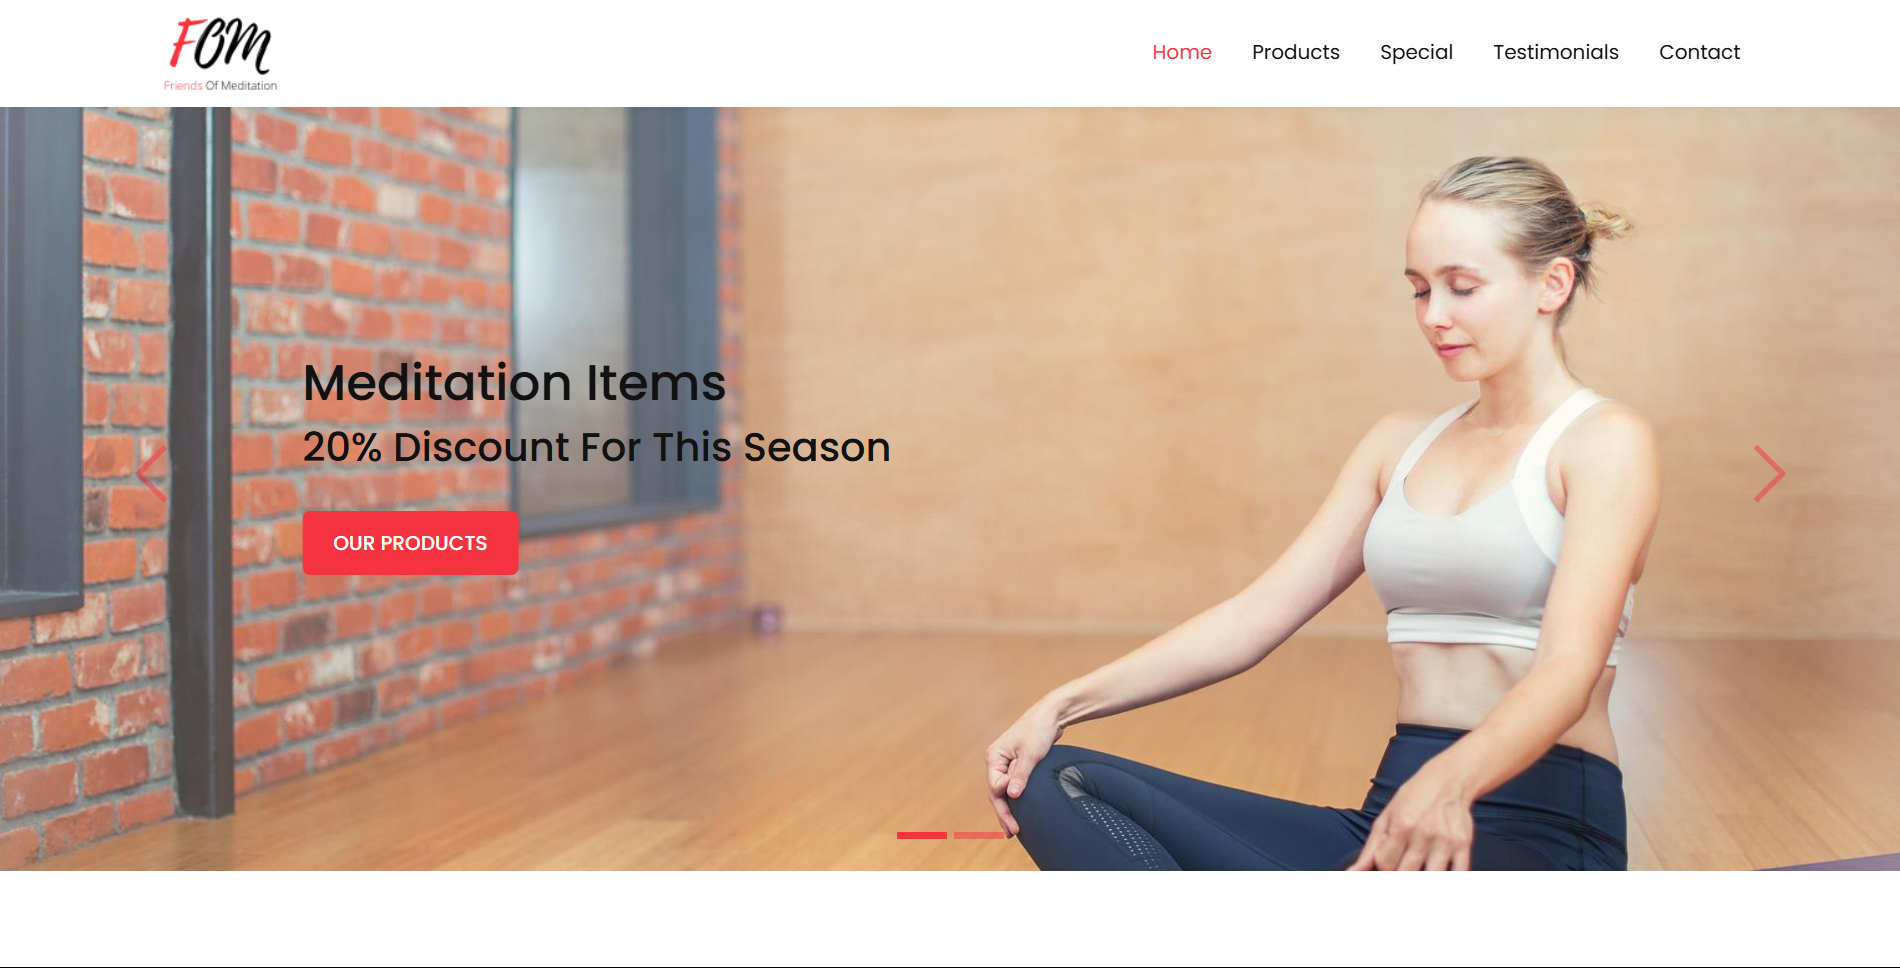 FOM
Friends Of Meditation
Home Products Special Testimonials Contact
Meditation Items
20% Discount For This Season
OUR PRODUCTS